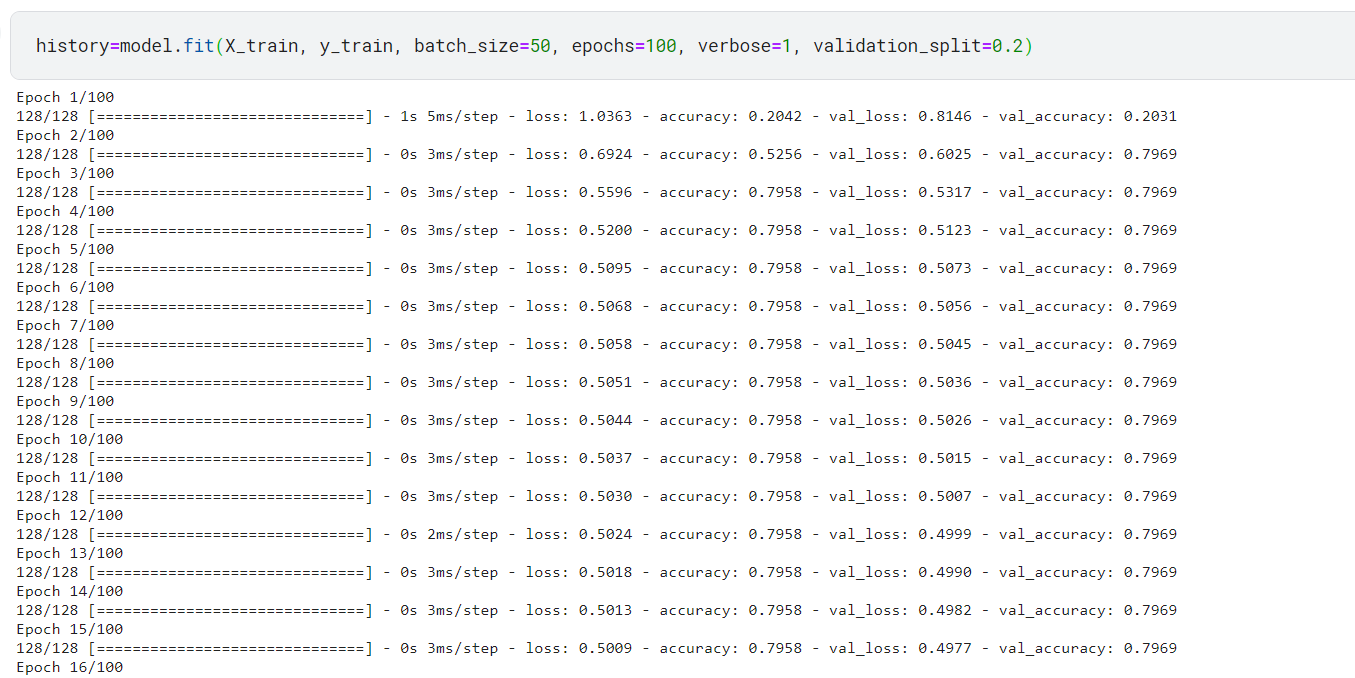 history=model.fit(X_train, y_train, batch_size=50, epochs=100, verbose=1, validation_split=0.2)
Epoch 1/100
128/128 [==============================] - 1s 5ms/step - loss: 1.0363 - accuracy: 0.2042 - val_loss: 0.8146 - val_accuracy: 0.2031
Epoch 2/100
128/128 [==============================] - 0s 3ms/step - loss: 0.6924 - accuracy: 0.5256 - val_loss: 0.6025 - val_accuracy: 0.7969
Epoch 3/100
128/128 [==============================] - 0s 3ms/step - loss: 0.5596 - accuracy: 0.7958 - val_loss: 0.5317 - val_accuracy: 0.7969
Epoch 4/100
128/128 [==============================] - 0s 3ms/step - loss: 0.5200 - accuracy: 0.7958 - val_loss: 0.5123 - val_accuracy: 0.7969
Epoch 5/100
128/128 [==============================] - 0s 3ms/step - loss: 0.5095 - accuracy: 0.7958 - val_loss: 0.5073 - val_accuracy: 0.7969
Epoch 6/100
128/128 [==============================] - 0s 3ms/step - loss: 0.5068 - accuracy: 0.7958 - val_loss: 0.5056 - val_accuracy: 0.7969
Epoch 7/100
128/128 [==============================] - 0s 3ms/step - loss: 0.5058 - accuracy: 0.7958 - val_loss: 0.5045 - val_accuracy: 0.7969
Epoch 8/100
128/128 [==============================] - 0s 3ms/step - loss: 0.5051 - accuracy: 0.7958 - val_loss: 0.5036 - val_accuracy: 0.7969
Epoch 9/100
128/128 [==============================] - 0s 3ms/step - loss: 0.5044 - accuracy: 0.7958 - val_loss: 0.5026 - val_accuracy: 0.7969
Epoch 10/100
128/128 [==============================] - 0s 3ms/step - loss: 0.5037 - accuracy: 0.7958 - val_loss: 0.5015 - val_accuracy: 0.7969
Epoch 11/100
128/128 [==============================] - 0s 3ms/step - loss: 0.5030 - accuracy: 0.7958 - val_loss: 0.5007 - val_accuracy: 0.7969
Epoch 12/100
128/128 [==============================] - 0s 2ms/step - loss: 0.5024 - accuracy: 0.7958 - val_loss: 0.4999 - val_accuracy: 0.7969
Epoch 13/100
128/128 [==============================] - 0s 3ms/step - loss: 0.5018 - accuracy: 0.7958 - val_loss: 0.4990 - val_accuracy: 0.7969
Epoch 14/100
128/128 [==============================] - 0s 3ms/step - loss: 0.5013 - accuracy: 0.7958 - val_loss: 0.4982 - val_accuracy: 0.7969
Epoch 15/100
128/128 [==============================] - 0s 3ms/step - loss: 0.5009 - accuracy: 0.7958 - val_loss: 0.4977 - val_accuracy: 0.7969
Epoch 16/100